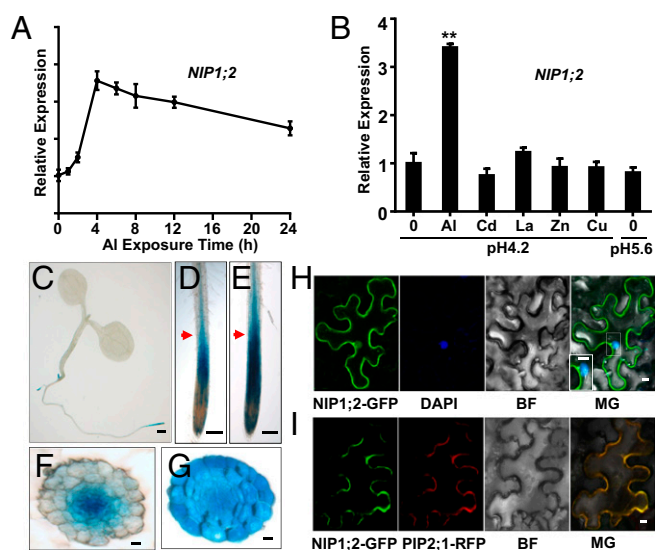 A
Relative Expression
NIP1;2
0 4 8 12 16 20 24
Al Exposure Time (h)
B
Relative Expression
4
3
2
1
0
**
NIP1;2
0 Al Cd La Zn Cu 0
pH4.2 pH5.6
C D E
F G
H
NIP1;2-GFP DAPI BF MG
I
NIP1;2-GFP PIP2;1-RFP BF MG